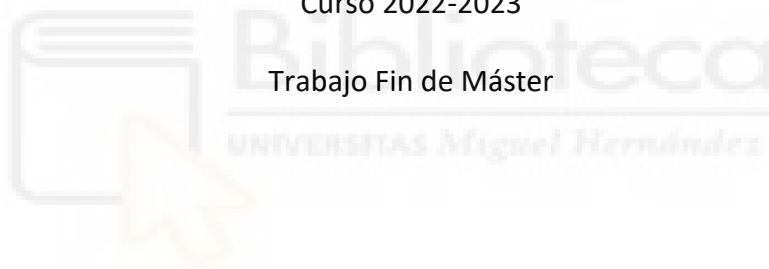 Curso 2022-2023
Biblioteca
Trabajo Fin de Máster
UNIVERSITAS Miguel Hernández